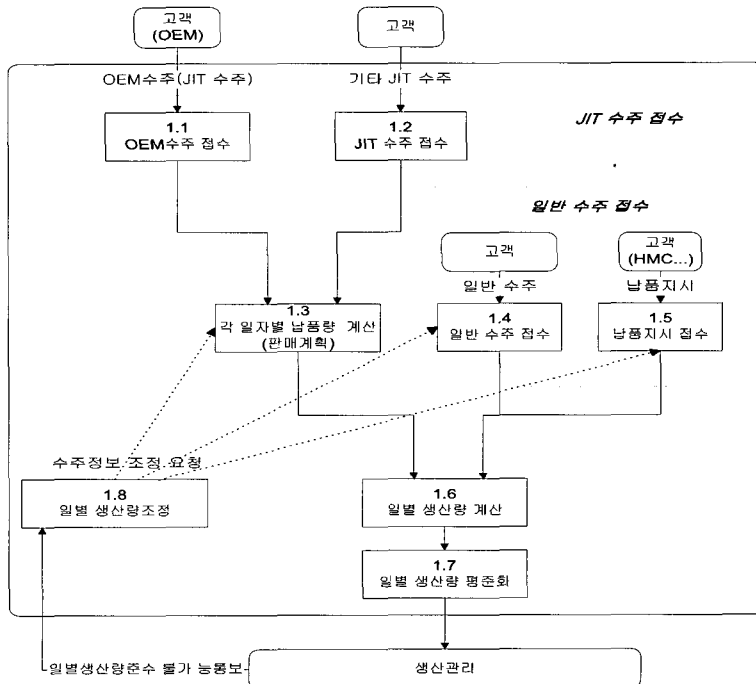 고객
(OEM)
고객
OEM수주(JIT 수주)
기타 JIT 수주
1.1
OEM수주 접수
1.2
JIT 수주 접수
JIT 수주 접수
일반 수주 접수
고객
고객
(HMC...)
일반 수주
납품지시
1.3
각 일자별 납품량 계산
(판매계획)
1.4
일반 수주 접수
1.5
납품지시 접수
수주정보 조정 요청
1.8
일별 생산량조정
1.6
일별 생산량 계산
1.7
일별 생산량 평준화
일별생산량준수 불가 능통보
생산관리